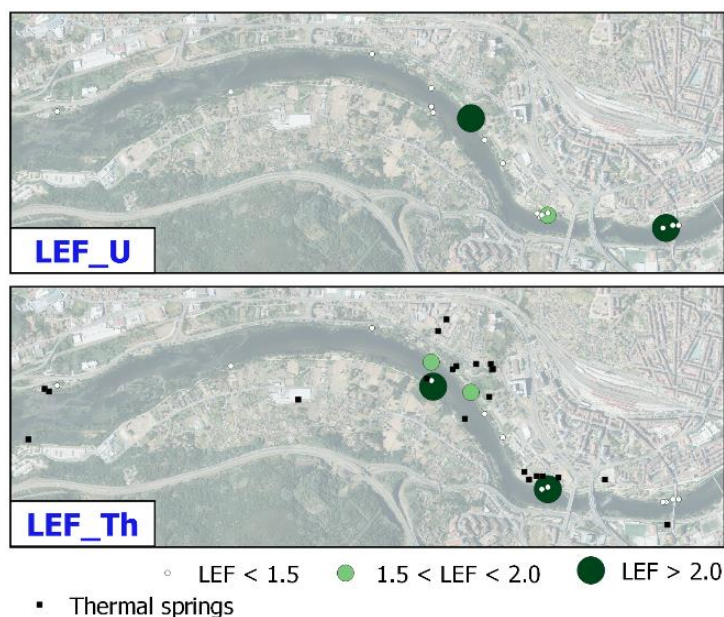 LEF_U
LEF_Th
LEF < 1.5 1.5 < LEF < 2.0 LEF > 2.0
Thermal springs